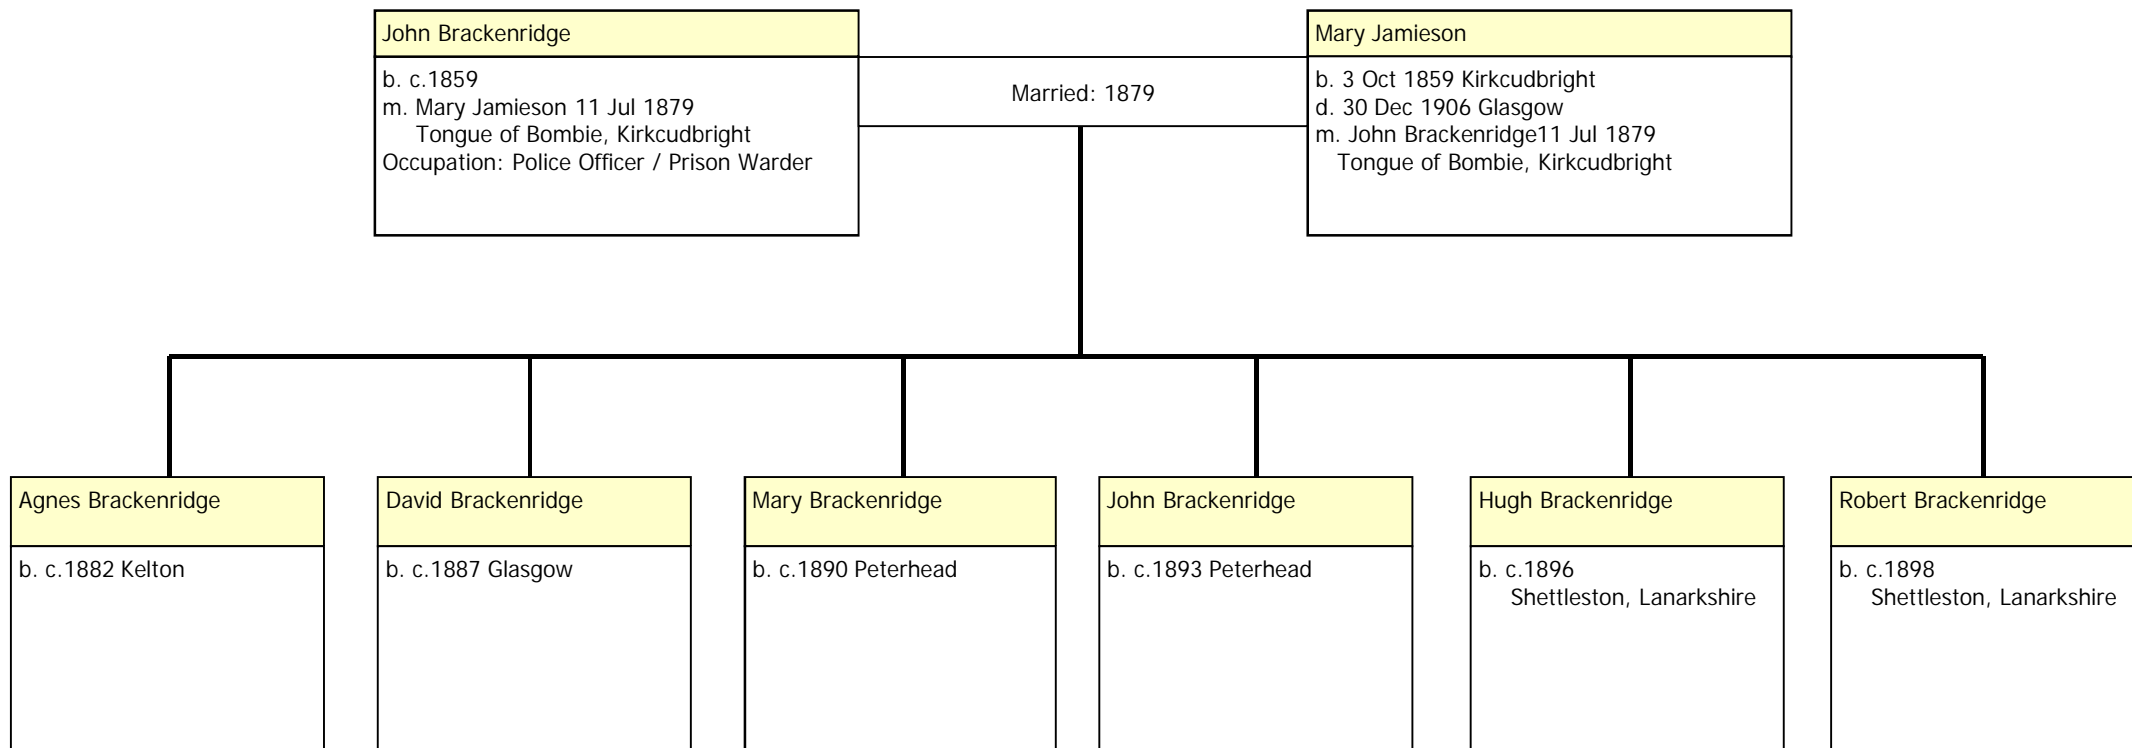 John Brackenridge
b. c.1859
m. Mary Jamieson 11 Jul 1879
Tongue of Bombie, Kirkcudbright
Occupation: Police Officer / Prison Warder
Married: 1879
Mary Jamieson
b. 3 Oct 1859 Kirkcudbright
d. 30 Dec 1906 Glasgow
m. John Brackenridge11 Jul 1879
Tongue of Bombie, Kirkcudbright
Agnes Brackenridge
b. c.1882 Kelton
David Brackenridge
b. c.1887 Glasgow
Mary Brackenridge
b. c.1890 Peterhead
John Brackenridge
b. c.1893 Peterhead
Hugh Brackenridge
b. c.1896
Shettleston, Lanarkshire
Robert Brackenridge
b. c.1898
Shettleston, Lanarkshire